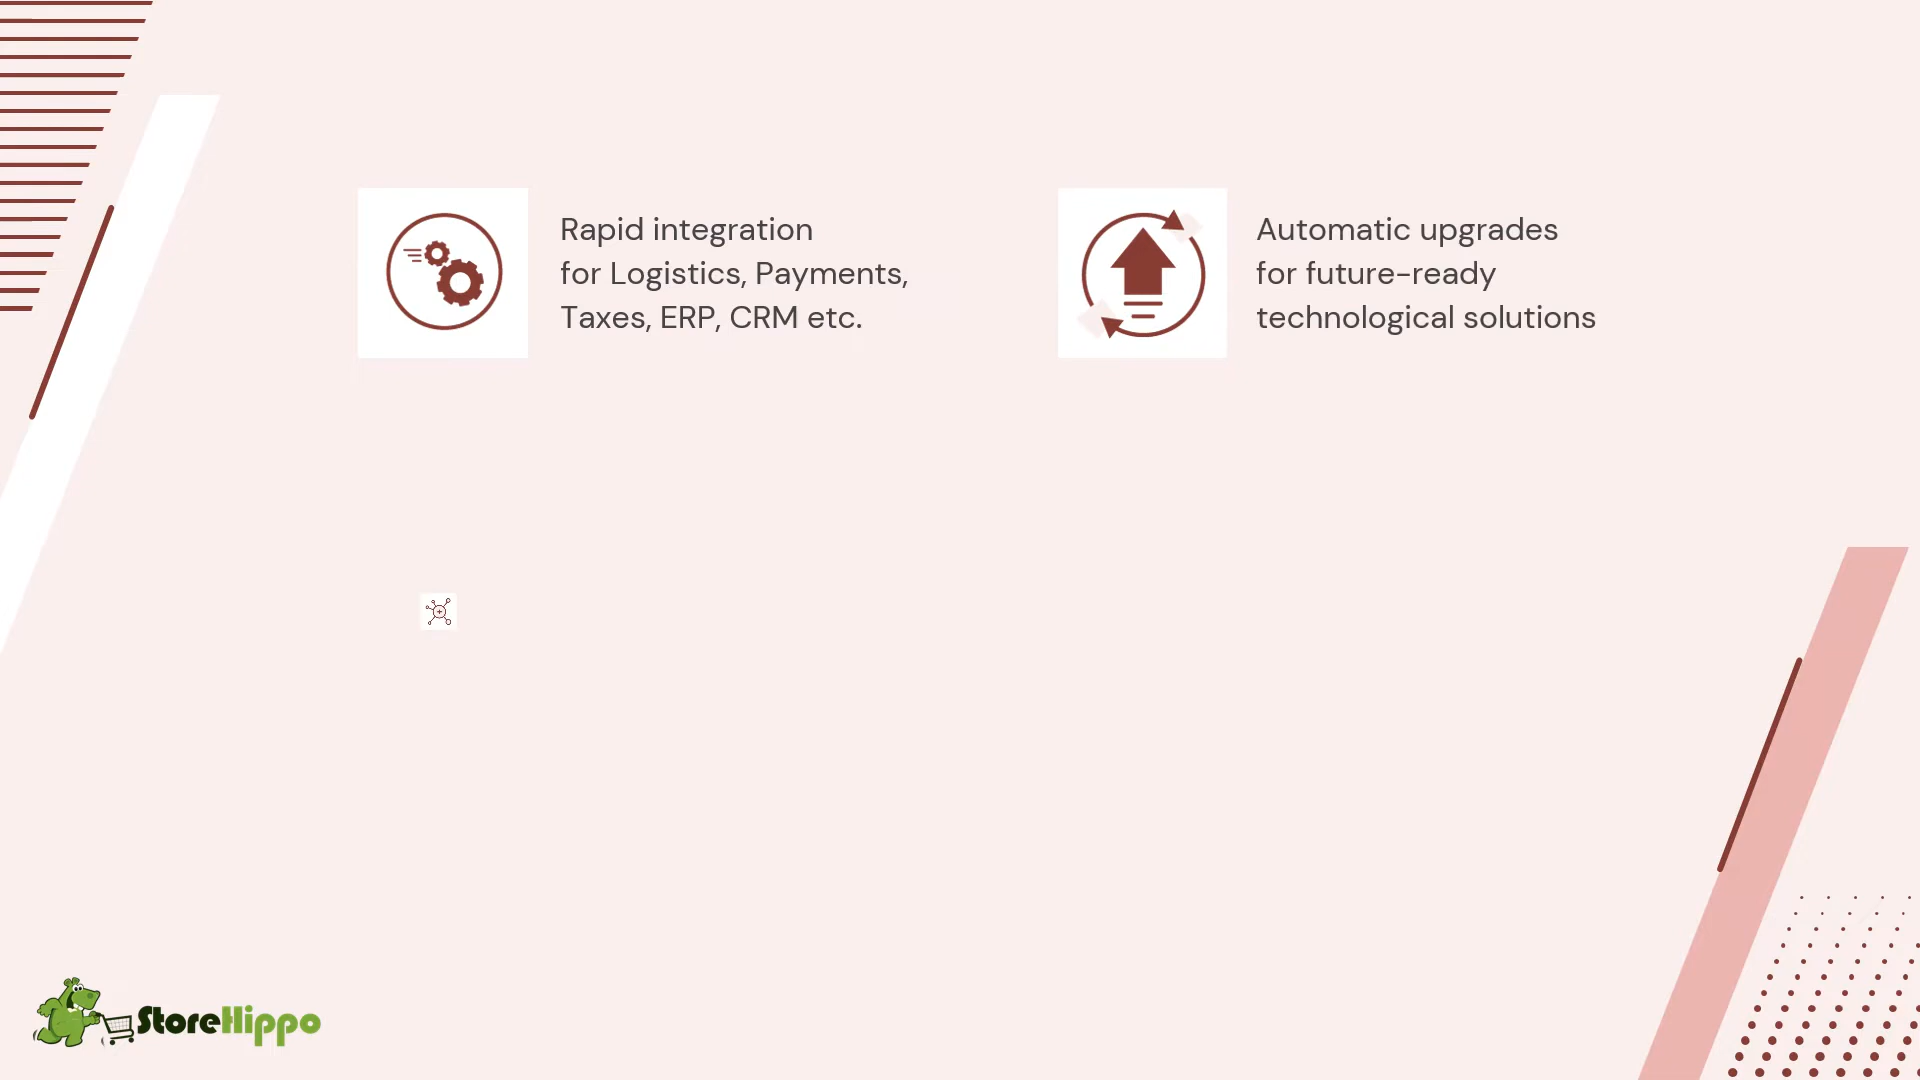 Rapid integration
for Logistics, Payments,
Taxes, ERP, CRM etc.
Automatic upgrades
for future-ready
technological solutions
StoreHippo